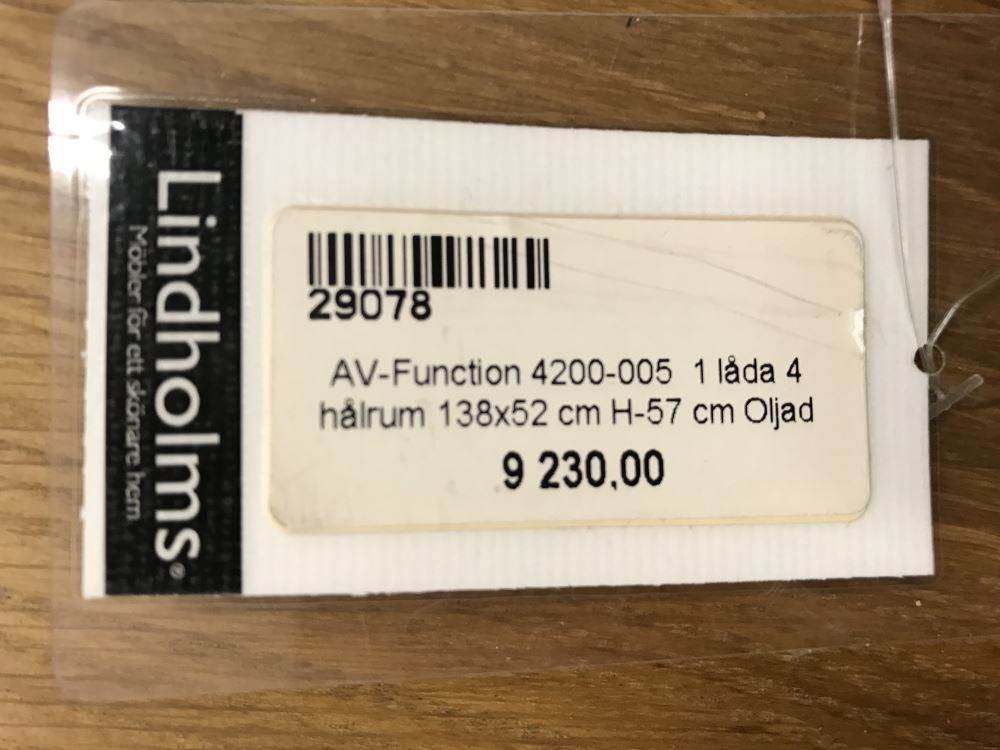 Lindholms
Möbler för ett skönare hem.
29078
AV-Function 4200-005 1 låda 4
hålrum 138x52 cm H-57 cm Oljad
9 230,00